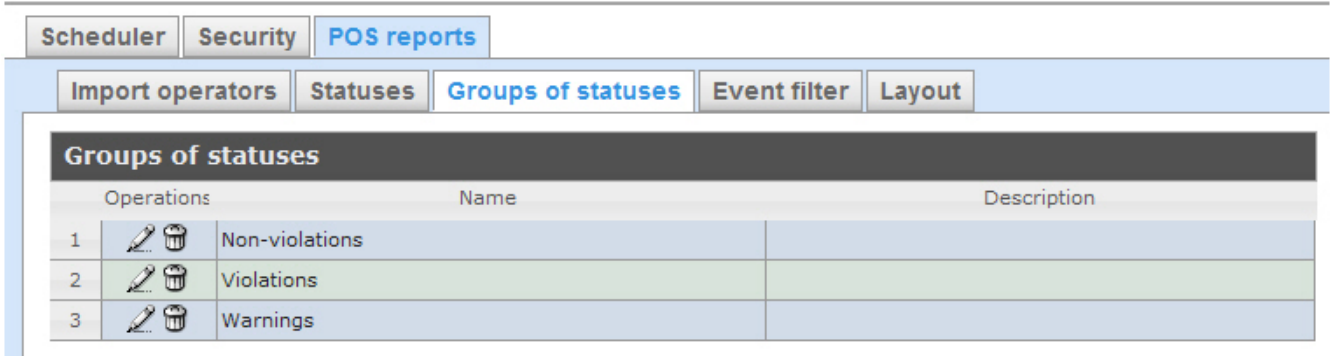 Scheduler Security POS reports
Import operators Statuses Groups of statuses Event filter Layout
Groups of statuses
Operations Name Description
1 Non-violations
2 Violations
3 Warnings